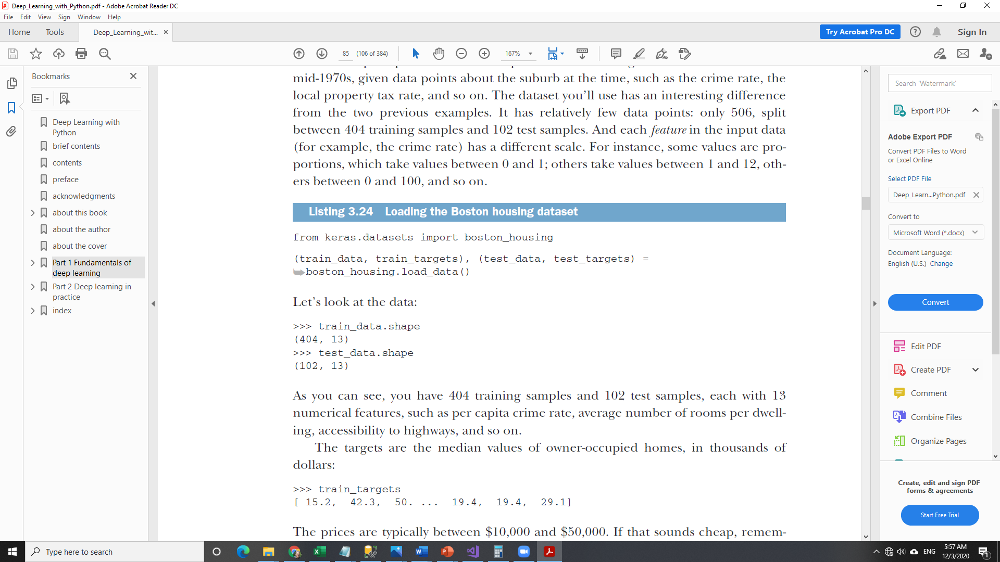 Deep_Learning_with_Python.pdf - Adobe Acrobat Reader DC
File Edit View Sign Window Help
Home Tools Deep_Learning_wit... Try Acrobat Pro DC Sign In
85 (106 of 384) 167%
Bookmarks
Deep Learning with
Python
brief contents
contents
preface
acknowledgments
about this book
about the author
about the cover
Part 1 Fundamentals of
deep learning
Part 2 Deep learning in
practice
index
mid-1970s, given data points about the suburb at the time, such as the crime rate, the
local property tax rate, and so on. The dataset you’ll use has an interesting difference
from the two previous examples. It has relatively few data points: only 506, split
between 404 training samples and 102 test samples. And each feature in the input data
(for example, the crime rate) has a different scale. For instance, some values are pro-
portions, which take values between 0 and 1; others take values between 1 and 12, oth-
ers between 0 and 100, and so on.
Listing 3.24 Loading the Boston housing dataset
from keras.datasets import boston_housing
(train_data, train_targets), (test_data, test_targets) =
➥boston_housing.load_data()
Let’s look at the data:
>>> train_data.shape
(404, 13)
>>> test_data.shape
(102, 13)
As you can see, you have 404 training samples and 102 test samples, each with 13
numerical features, such as per capita crime rate, average number of rooms per dwell-
ing, accessibility to highways, and so on.
The targets are the median values of owner-occupied homes, in thousands of
dollars:
>>> train_targets
[ 15.2, 42.3, 50. ... 19.4, 19.4, 29.1]
The prices are typically between $10,000 and $50,000. If that sounds cheap, remem-
Search 'Watermark'
Export PDF
Adobe Export PDF
Convert PDF Files to Word
or Excel Online
Select PDF File
Deep_Learn...Python.pdf
Convert to
Microsoft Word (*.docx)
Document Language:
English (U.S.) Change
Convert
Edit PDF
Create PDF
Comment
Combine Files
Organize Pages
Create, edit and sign PDF
forms & agreements
Start Free Trial
Type here to search
ENG
5:57 AM
12/3/2020
1